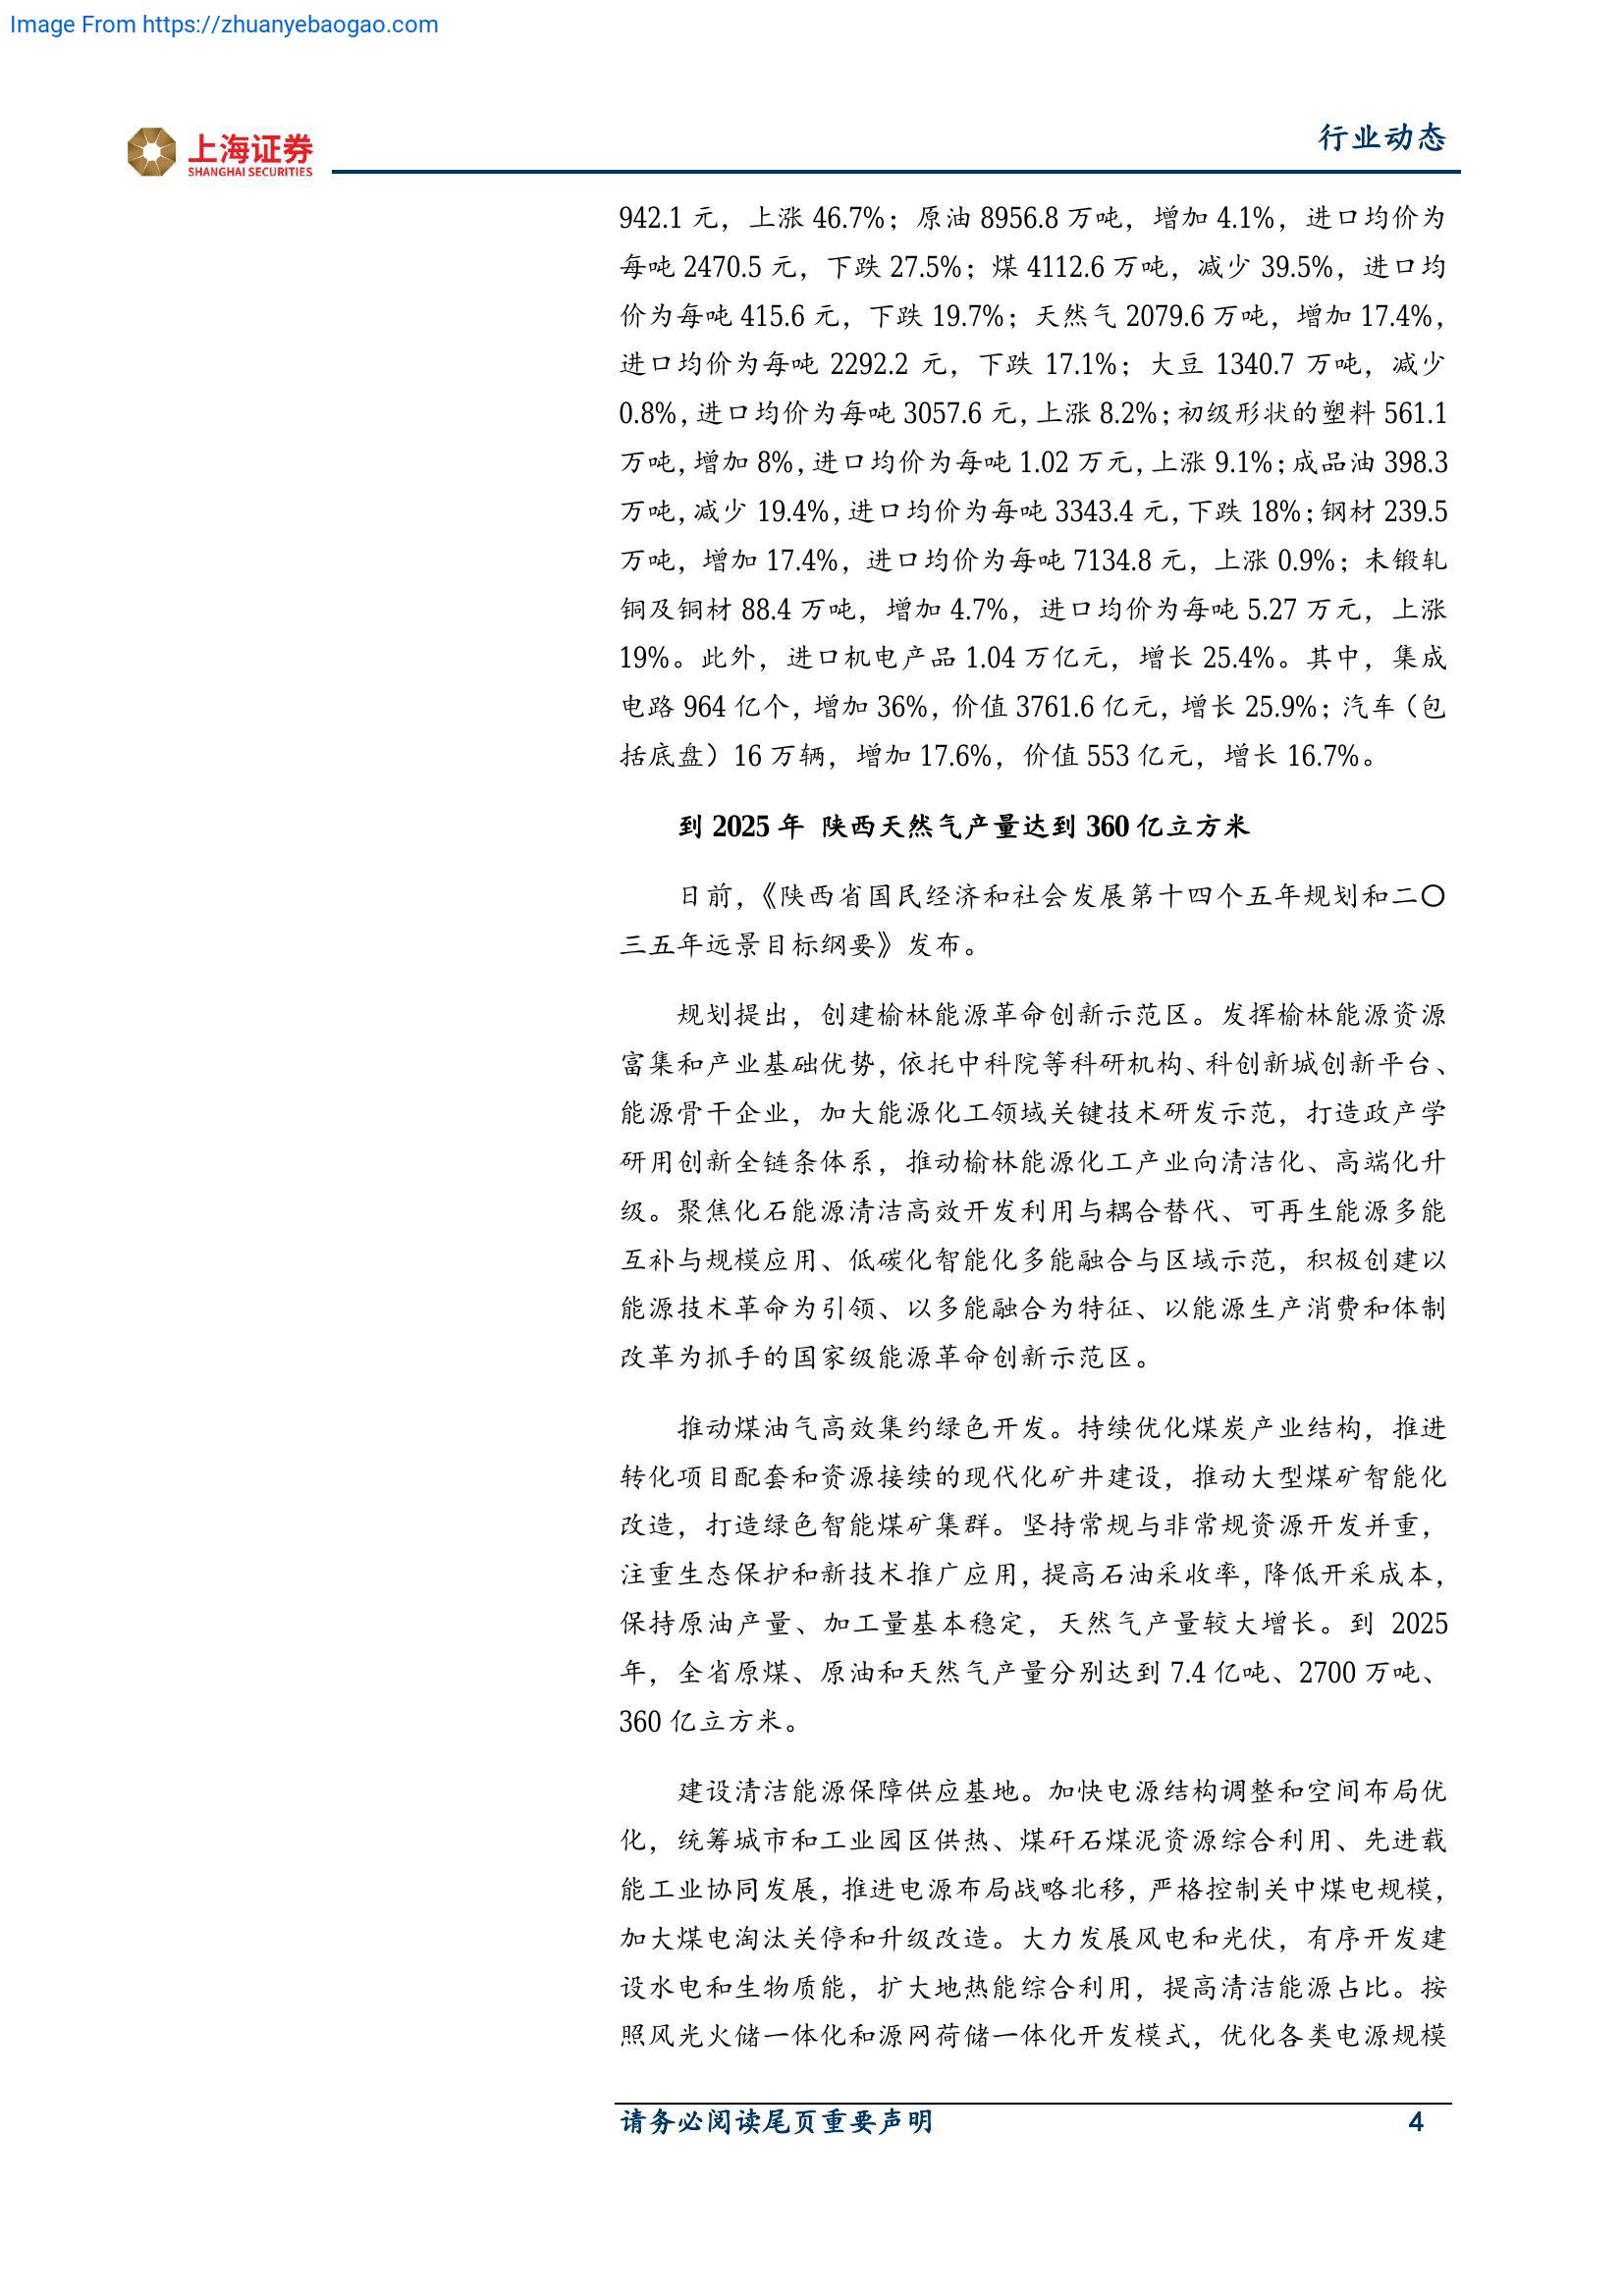 Image From https://zhuanyebaogao.com
上海证券
SHANGHAI SECURITIES
行业动态
942.1 元，上涨 46.7%；原油 8956.8 万吨，增加 4.1%，进口均价为
每吨 2470.5 元，下跌 27.5%；煤 4112.6 万吨，减少 39.5%，进口均
价为每吨 415.6 元，下跌 19.7%；天然气 2079.6 万吨，增加 17.4%，
进口均价为每吨 2292.2 元，下跌 17.1%；大豆 1340.7 万吨，减少
0.8%，进口均价为每吨 3057.6 元，上涨 8.2%；初级形状的塑料 561.1
万吨，增加 8%，进口均价为每吨 1.02 万元，上涨 9.1%；成品油 398.3
万吨，减少 19.4%，进口均价为每吨 3343.4 元，下跌 18%；钢材 239.5
万吨，增加 17.4%，进口均价为每吨 7134.8 元，上涨 0.9%；未锻轧
铜及铜材 88.4 万吨，增加 4.7%，进口均价为每吨 5.27 万元，上涨
19%。此外，进口机电产品 1.04 万亿元，增长 25.4%。其中，集成
电路 964 亿个，增加 36%，价值 3761.6 亿元，增长 25.9%；汽车（包
括底盘）16 万辆，增加 17.6%，价值 553 亿元，增长 16.7%。
到 2025 年 陕西天然气产量达到 360 亿立方米
日前，《陕西省国民经济和社会发展第十四个五年规划和二〇
三五年远景目标纲要》发布。
规划提出，创建榆林能源革命创新示范区。发挥榆林能源资源
富集和产业基础优势，依托中科院等科研机构、科创新城创新平台、
能源骨干企业，加大能源化工领域关键技术研发示范，打造政产学
研用创新全链条体系，推动榆林能源化工产业向清洁化、高端化升
级。聚焦化石能源清洁高效开发利用与耦合替代、可再生能源多能
互补与规模应用、低碳化智能化多能融合与区域示范，积极创建以
能源技术革命为引领、以多能融合为特征、以能源生产消费和体制
改革为抓手的国家级能源革命创新示范区。
推动煤油气高效集约绿色开发。持续优化煤炭产业结构，推进
转化项目配套和资源接续的现代化矿井建设，推动大型煤矿智能化
改造，打造绿色智能煤矿集群。坚持常规与非常规资源开发并重，
注重生态保护和新技术推广应用，提高石油采收率，降低开采成本，
保持原油产量、加工量基本稳定，天然气产量较大增长。到 2025
年，全省原煤、原油和天然气产量分别达到 7.4 亿吨、2700 万吨、
360 亿立方米。
建设清洁能源保障供应基地。加快电源结构调整和空间布局优
化，统筹城市和工业园区供热、煤矸石煤泥资源综合利用、先进载
能工业协同发展，推进电源布局战略北移，严格控制关中煤电规模，
加大煤电淘汰关停和升级改造。大力发展风电和光伏，有序开发建
设水电和生物质能，扩大地热能综合利用，提高清洁能源占比。按
照风光火储一体化和源网荷储一体化开发模式，优化各类电源规模
请务必阅读尾页重要声明 4